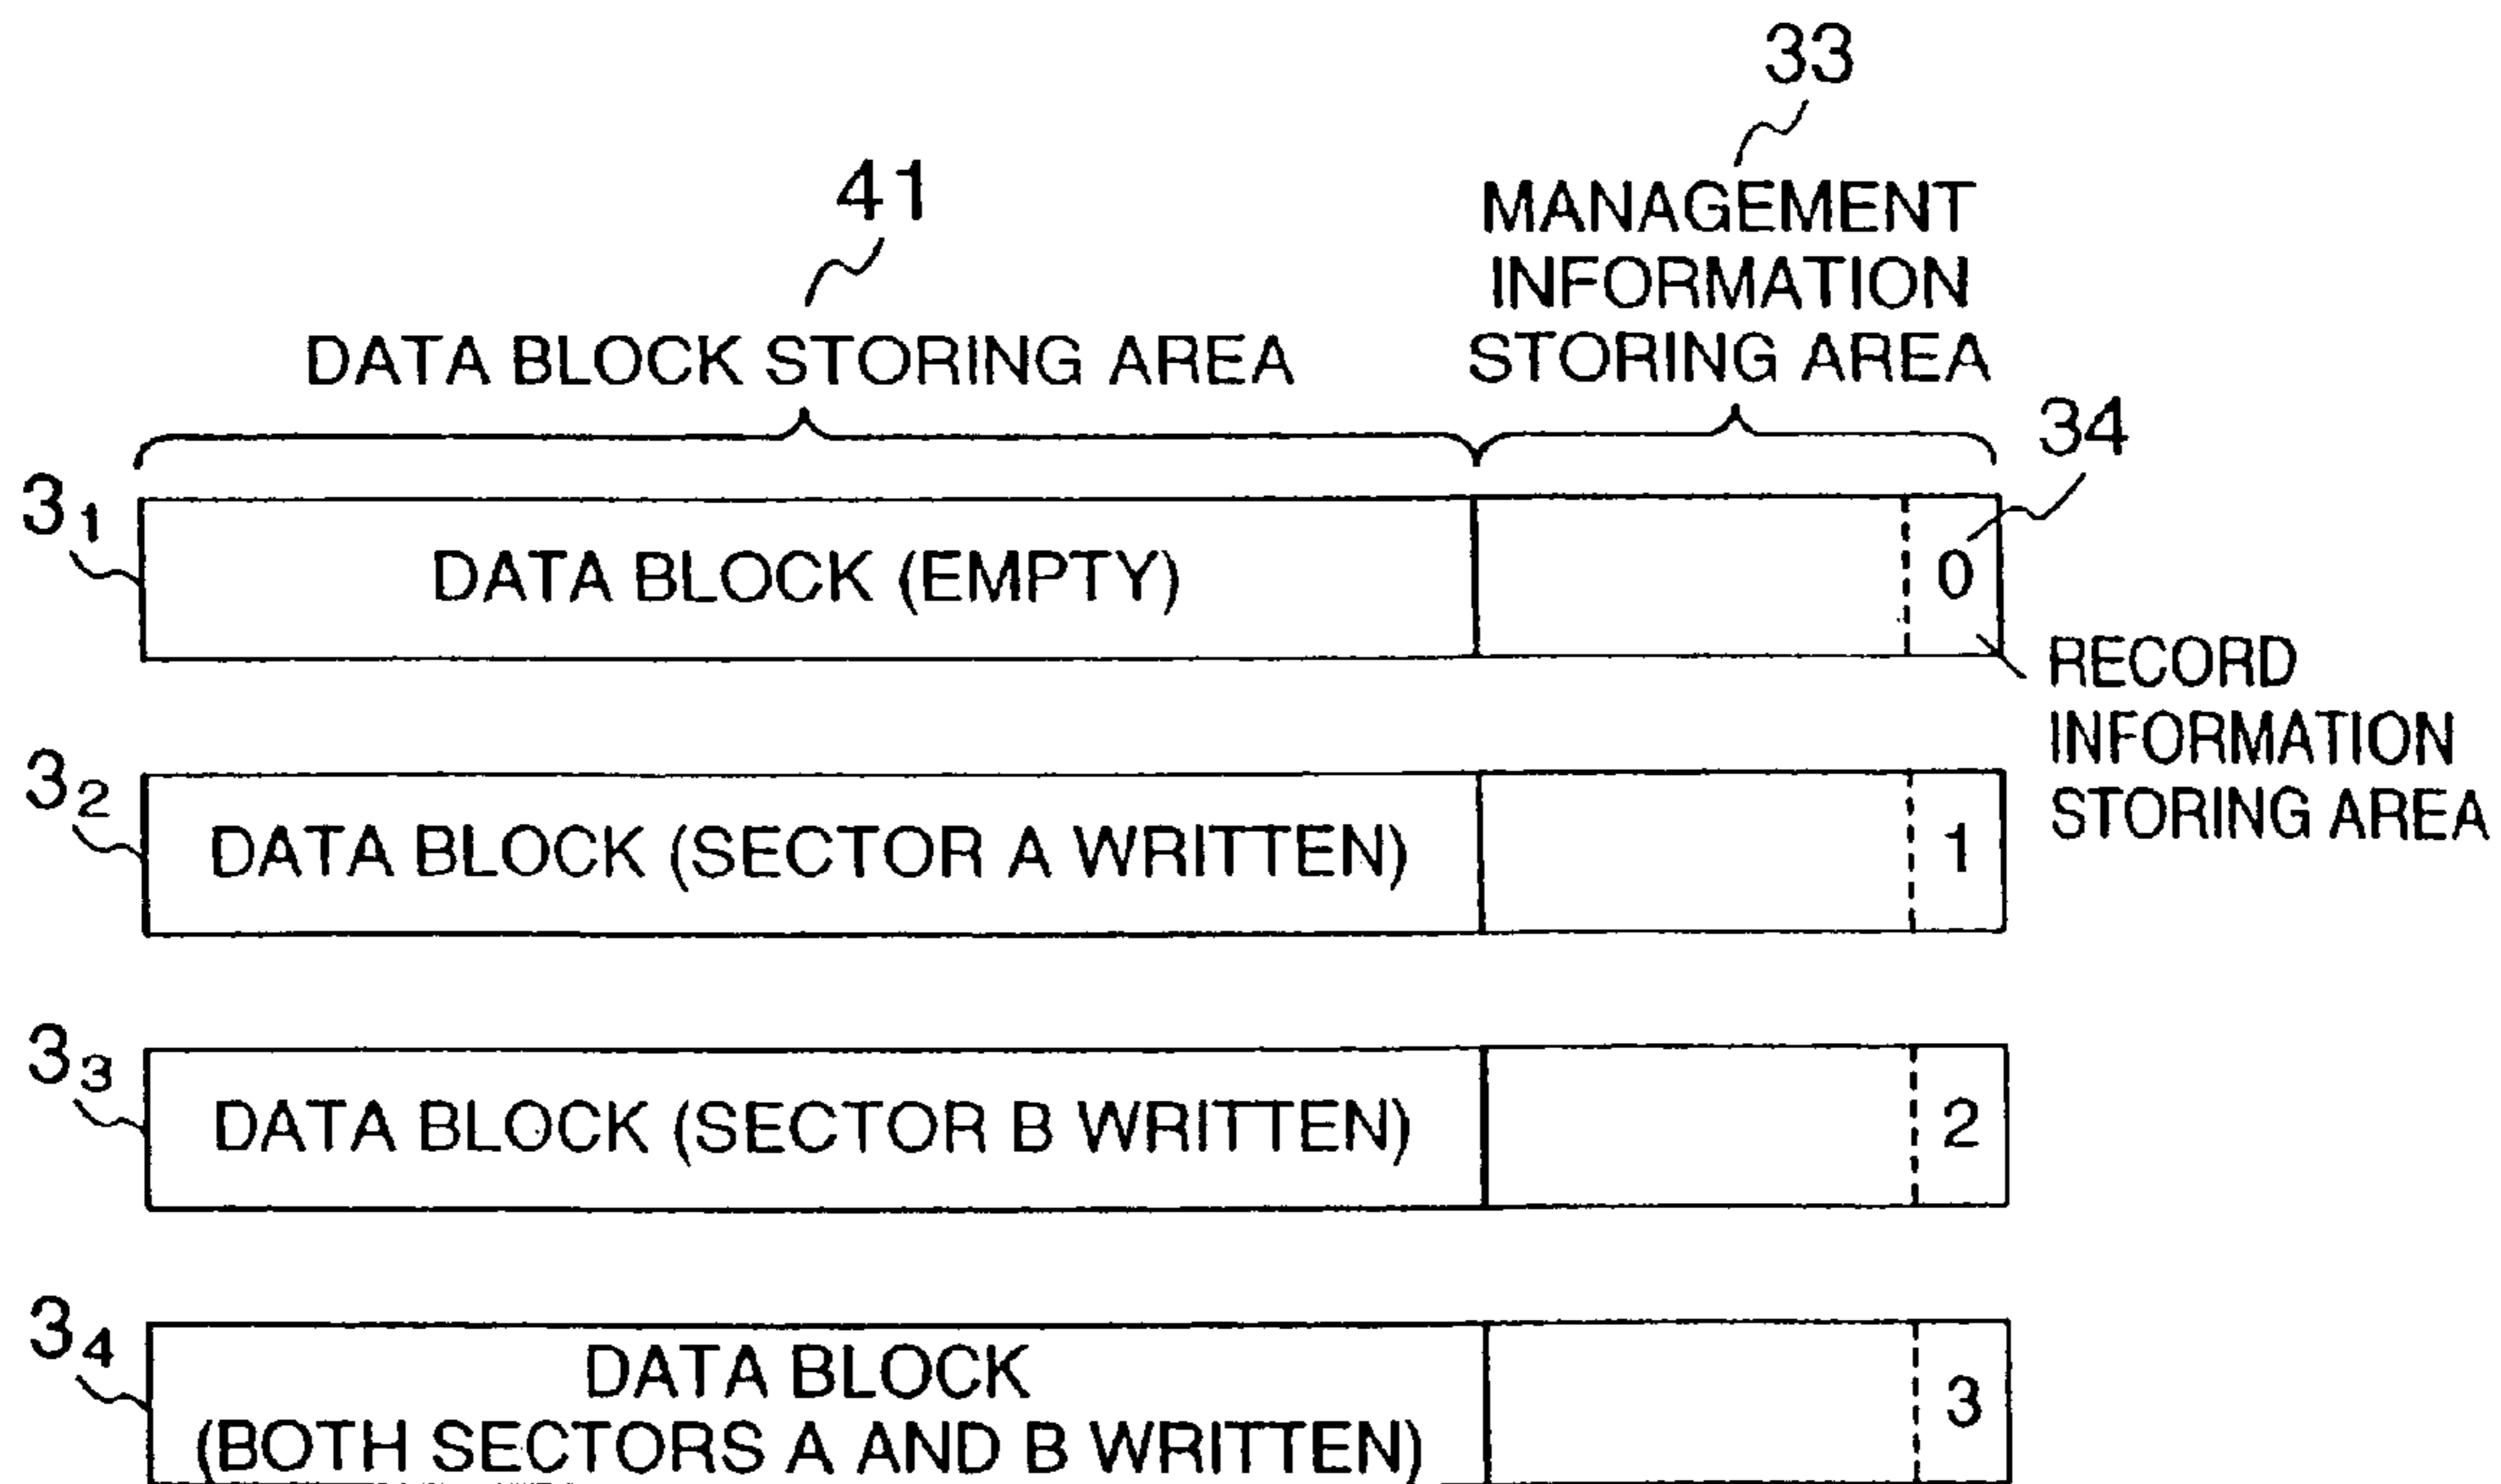 33
41
MANAGEMENT
INFORMATION
STORING AREA
DATA BLOCK STORING AREA
34
3₁
DATA BLOCK (EMPTY)
0
RECORD
INFORMATION
STORING AREA
3₂
DATA BLOCK (SECTOR A WRITTEN)
1
3₃
DATA BLOCK (SECTOR B WRITTEN)
2
3₄
DATA BLOCK
(BOTH SECTORS A AND B WRITTEN)
3